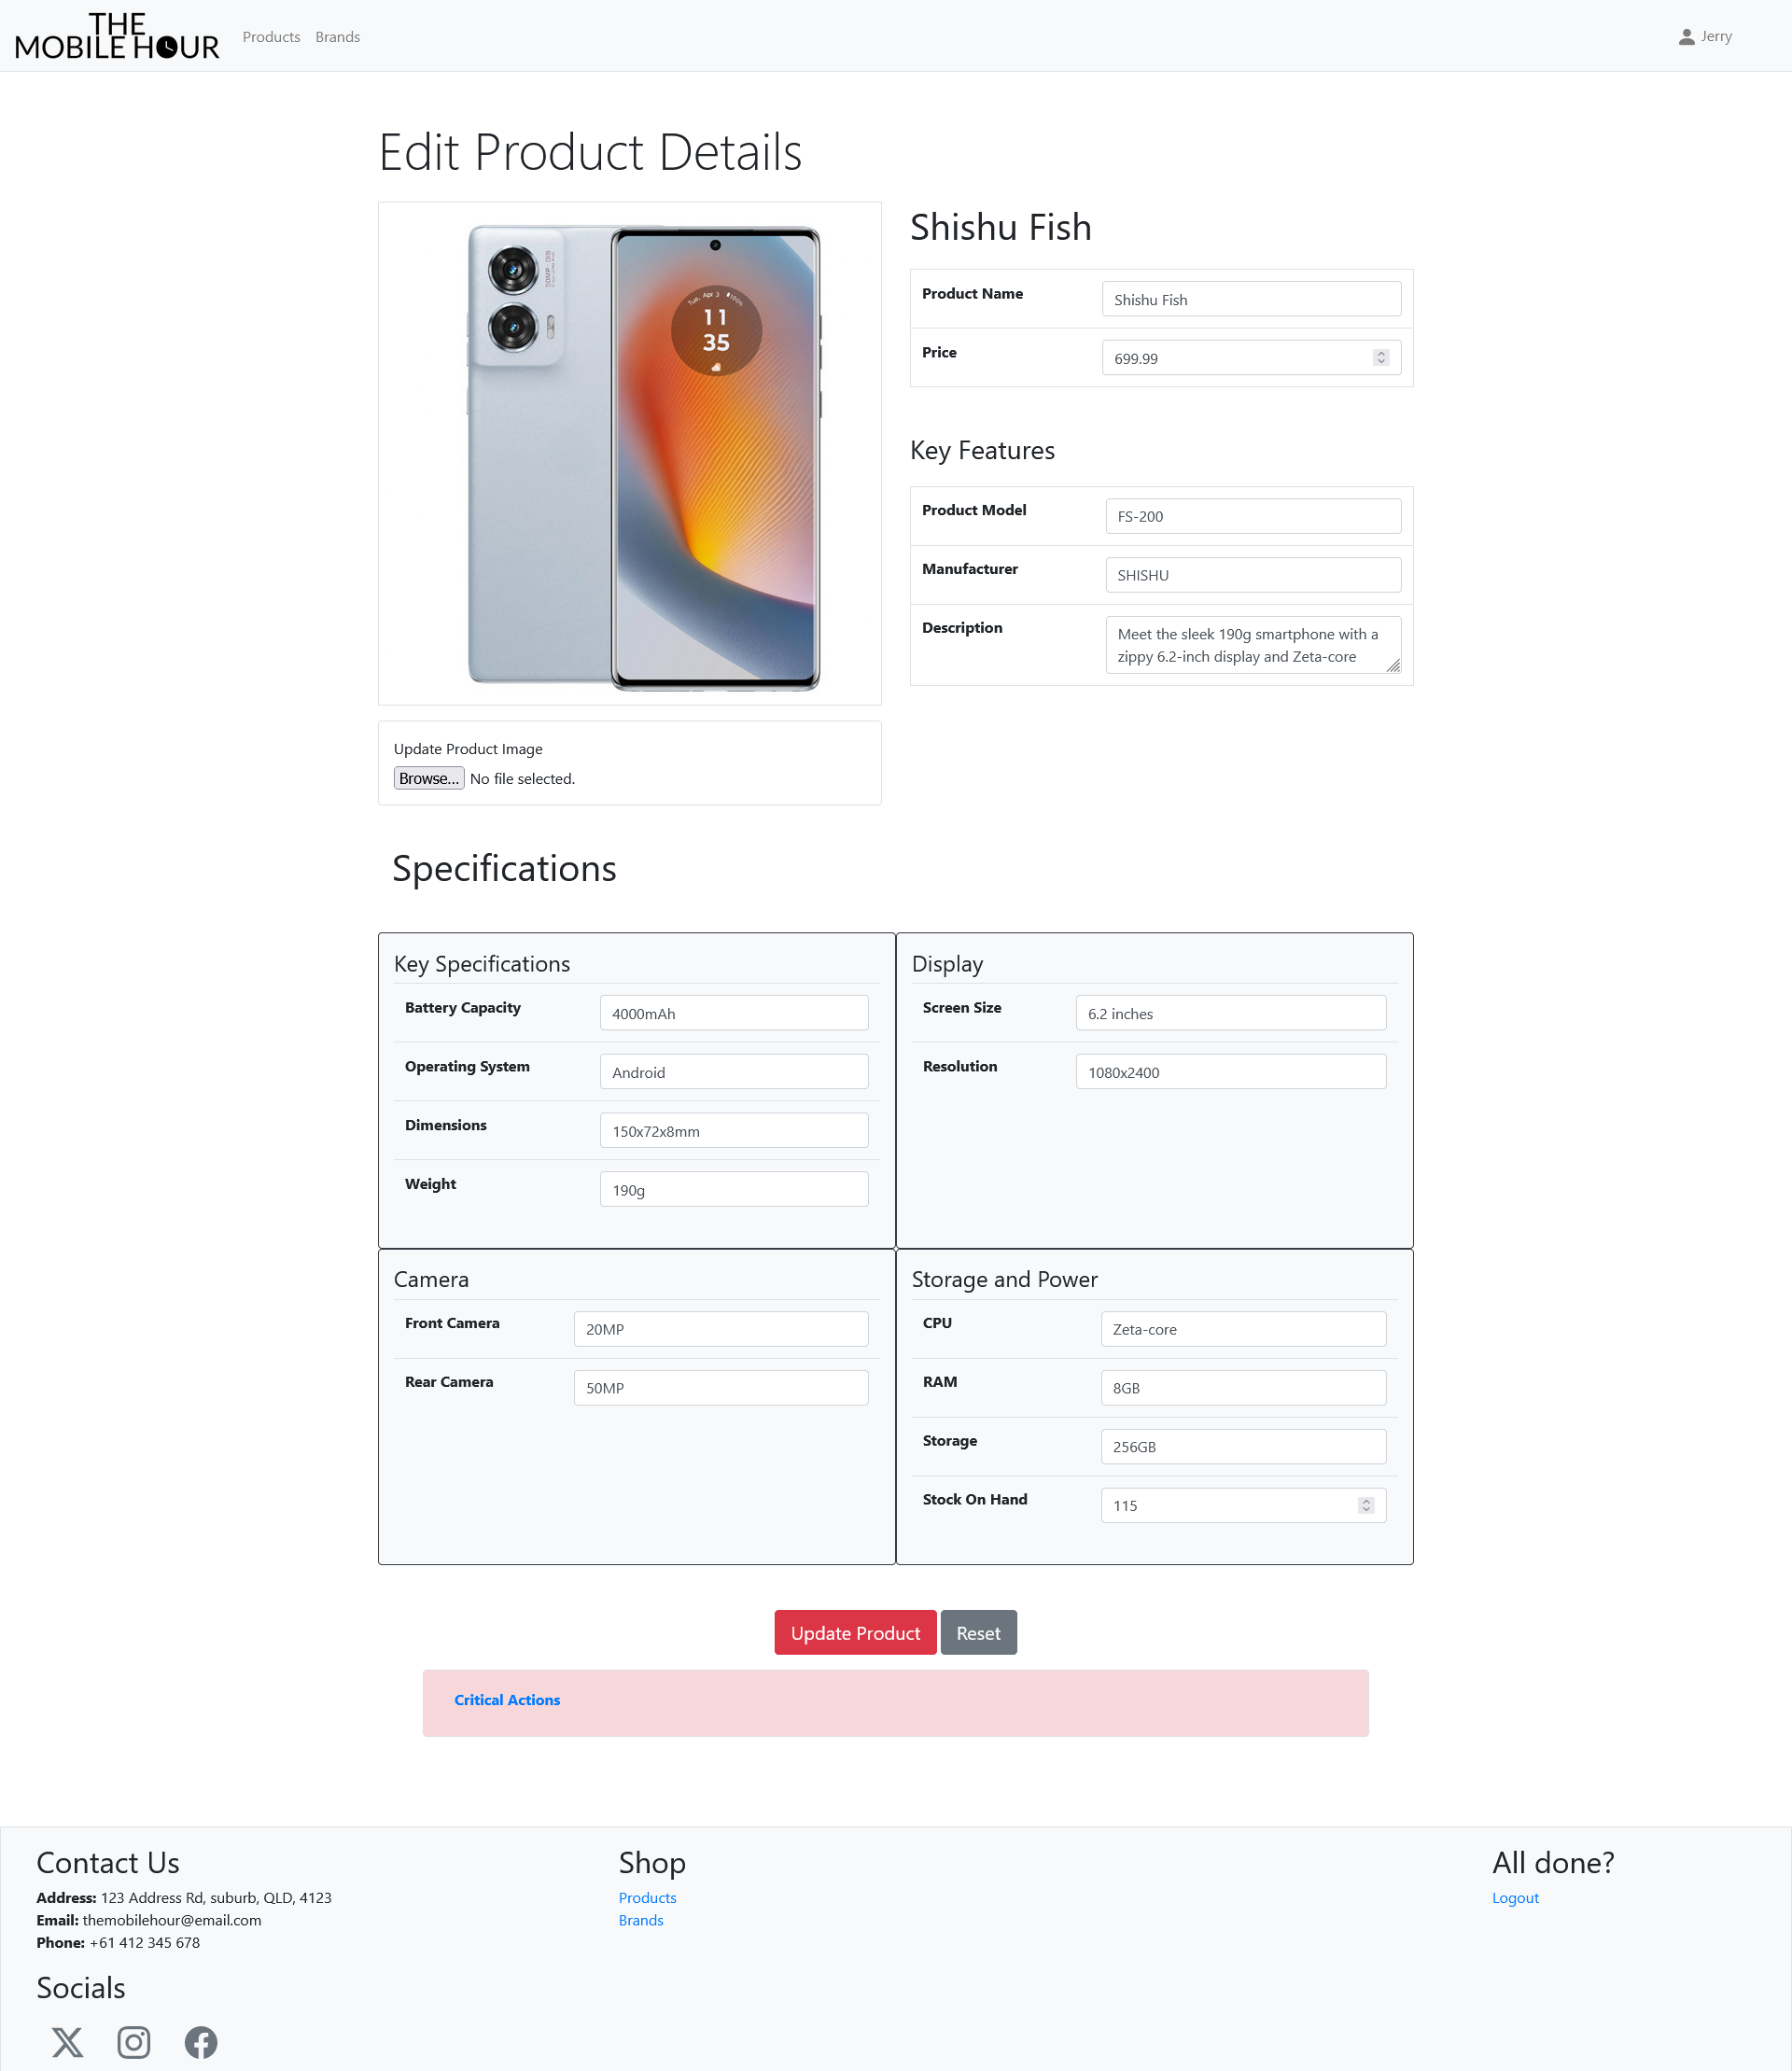 THE
MOBILE HOUR
Products
Brands
Jerry
Edit Product Details
50MP · OIS
Tue, Apr 3
100%
11
35
Update Product Image
Browse...
No file selected.
Shishu Fish
Product Name
Shishu Fish
Price
699.99
Key Features
Product Model
FS-200
Manufacturer
SHISHU
Description
Meet the sleek 190g smartphone with a
zippy 6.2-inch display and Zeta-core
Specifications
Key Specifications
Battery Capacity
4000mAh
Operating System
Android
Dimensions
150x72x8mm
Weight
190g
Display
Screen Size
6.2 inches
Resolution
1080x2400
Camera
Front Camera
20MP
Rear Camera
50MP
Storage and Power
CPU
Zeta-core
RAM
8GB
Storage
256GB
Stock On Hand
115
Update Product
Reset
Critical Actions
Contact Us
Address: 123 Address Rd, suburb, QLD, 4123
Email: themobilehour@email.com
Phone: +61 412 345 678
Socials
Shop
Products
Brands
All done?
Logout